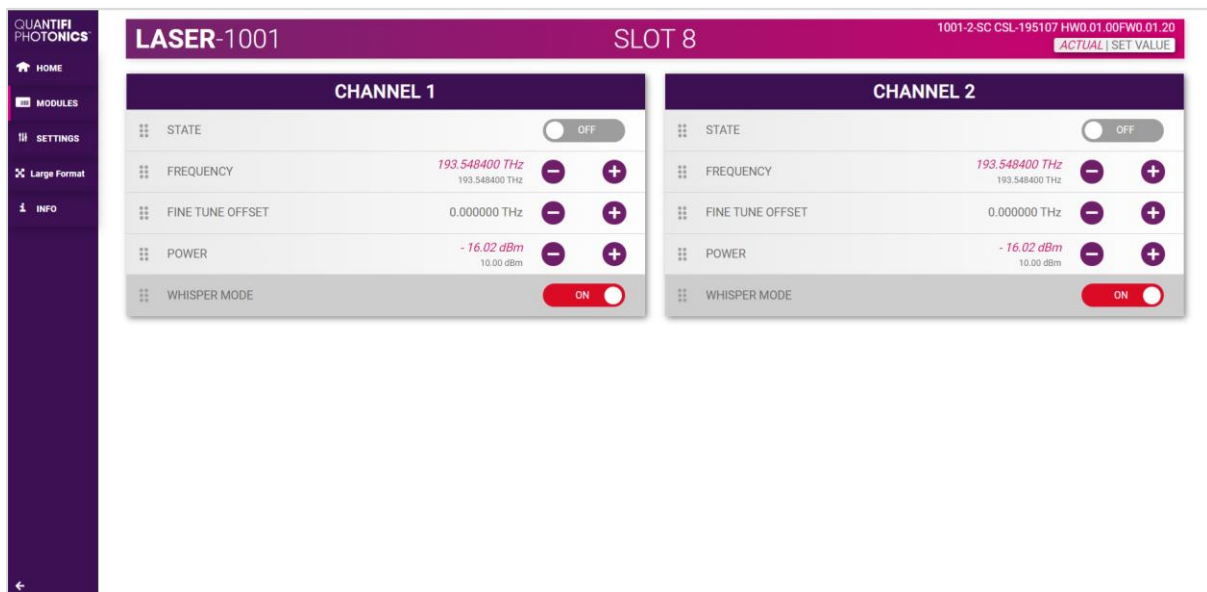 QUANTIFI
PHOTONICS
HOME
MODULES
SETTINGS
Large Format
INFO
LASER-1001
SLOT 8
1001-2-SC CSL-195107 HW0.01.00FW0.01.20
ACTUAL | SET VALUE
CHANNEL 1
STATE OFF
FREQUENCY 193.548400 THz
193.548400 THz
FINE TUNE OFFSET 0.000000 THz
POWER - 16.02 dBm
10.00 dBm
WHISPER MODE ON
CHANNEL 2
STATE OFF
FREQUENCY 193.548400 THz
193.548400 THz
FINE TUNE OFFSET 0.000000 THz
POWER - 16.02 dBm
10.00 dBm
WHISPER MODE ON